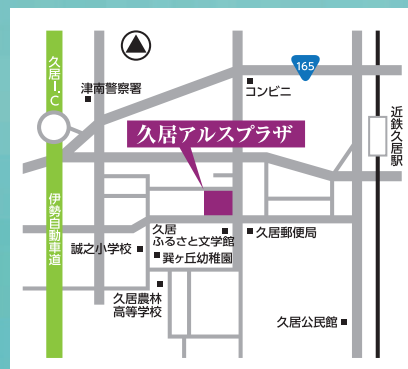 久居I.C
津南警察署
165
コンビニ
近鉄久居駅
久居アルスプラザ
伊勢自動車道
誠之小学校
久居
ふるさと文学館
久居郵便局
巽ヶ丘幼稚園
久居農林
高等学校
久居公民館